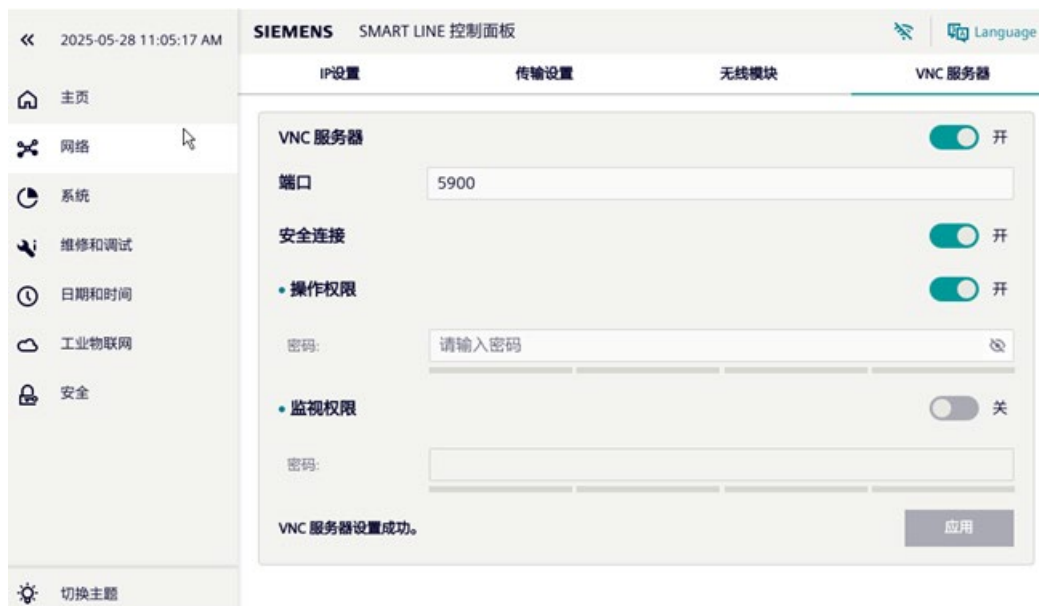 2025-05-28 11:05:17 AM
主页
网络
系统
维修和调试
日期和时间
工业物联网
安全
切换主题
SIEMENS SMART LINE 控制面板 Language
IP设置 传输设置 无线模块 VNC 服务器
VNC 服务器 开
端口 5900
安全连接 开
• 操作权限 开
密码: 请输入密码
• 监视权限 关
密码:
VNC 服务器设置成功。 应用